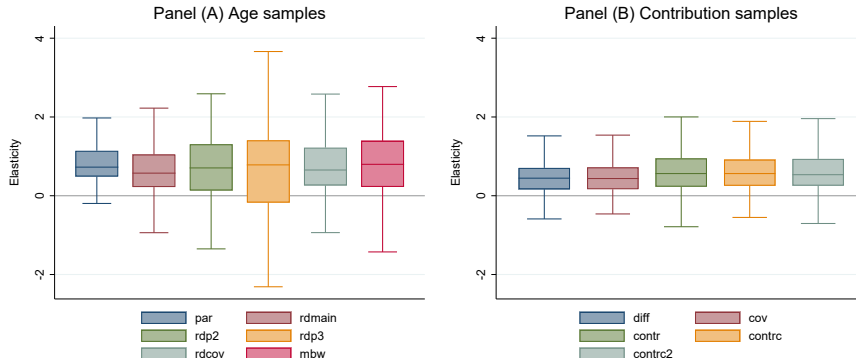 Panel (A) Age samples
Elasticity
4
2
0
-2
par
rdmain
rdp2
rdp3
rdcov
mbw
Panel (B) Contribution samples
Elasticity
4
2
0
-2
diff
cov
contr
contrc
contrc2